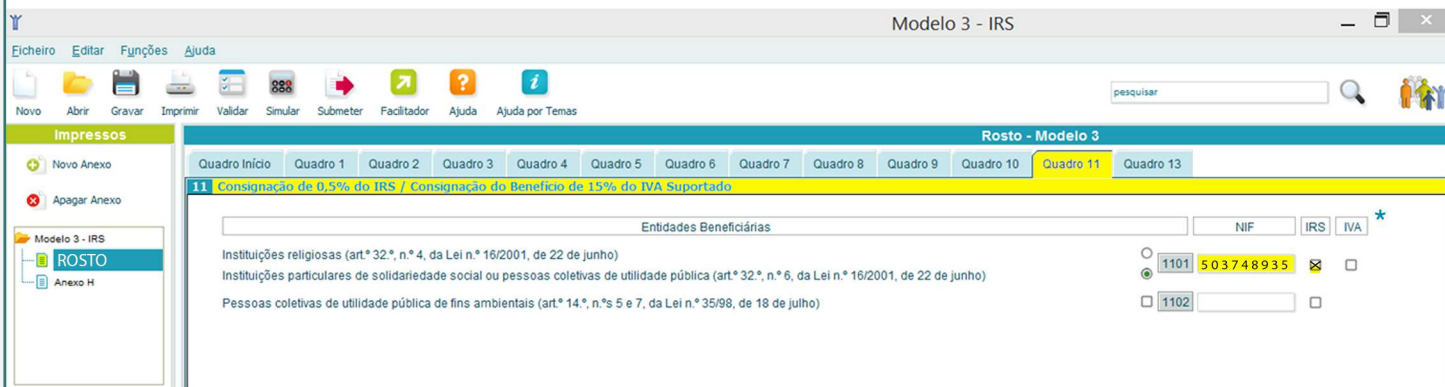 Modelo 3 - IRS
Ficheiro Editar Funções Ajuda
Novo Abrir Gravar Imprimir Validar Simular Submeter Facilitador Ajuda Ajuda por Temas
pesquisar
Impressos
Rosto - Modelo 3
Novo Anexo
Apagar Anexo
Modelo 3 - IRS
ROSTO
Anexo H
Quadro Início Quadro 1 Quadro 2 Quadro 3 Quadro 4 Quadro 5 Quadro 6 Quadro 7 Quadro 8 Quadro 9 Quadro 10 Quadro 11 Quadro 13
11 Consignação de 0,5% do IRS / Consignação do Benefício de 15% do IVA Suportado
Entidades Beneficiárias NIF IRS IVA *
Instituições religiosas (art.º 32.º, n.º 4, da Lei n.º 16/2001, de 22 de junho)
1101 503748935
Instituições particulares de solidariedade social ou pessoas coletivas de utilidade pública (art.º 32.º, n.º 6, da Lei n.º 16/2001, de 22 de junho)
Pessoas coletivas de utilidade pública de fins ambientais (art.º 14.º, n.ºs 5 e 7, da Lei n.º 35/98, de 18 de julho) 1102